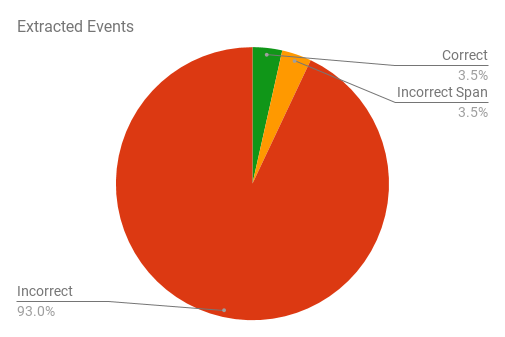 Extracted Events
Correct
3.5%
Incorrect Span
3.5%
Incorrect
93.0%